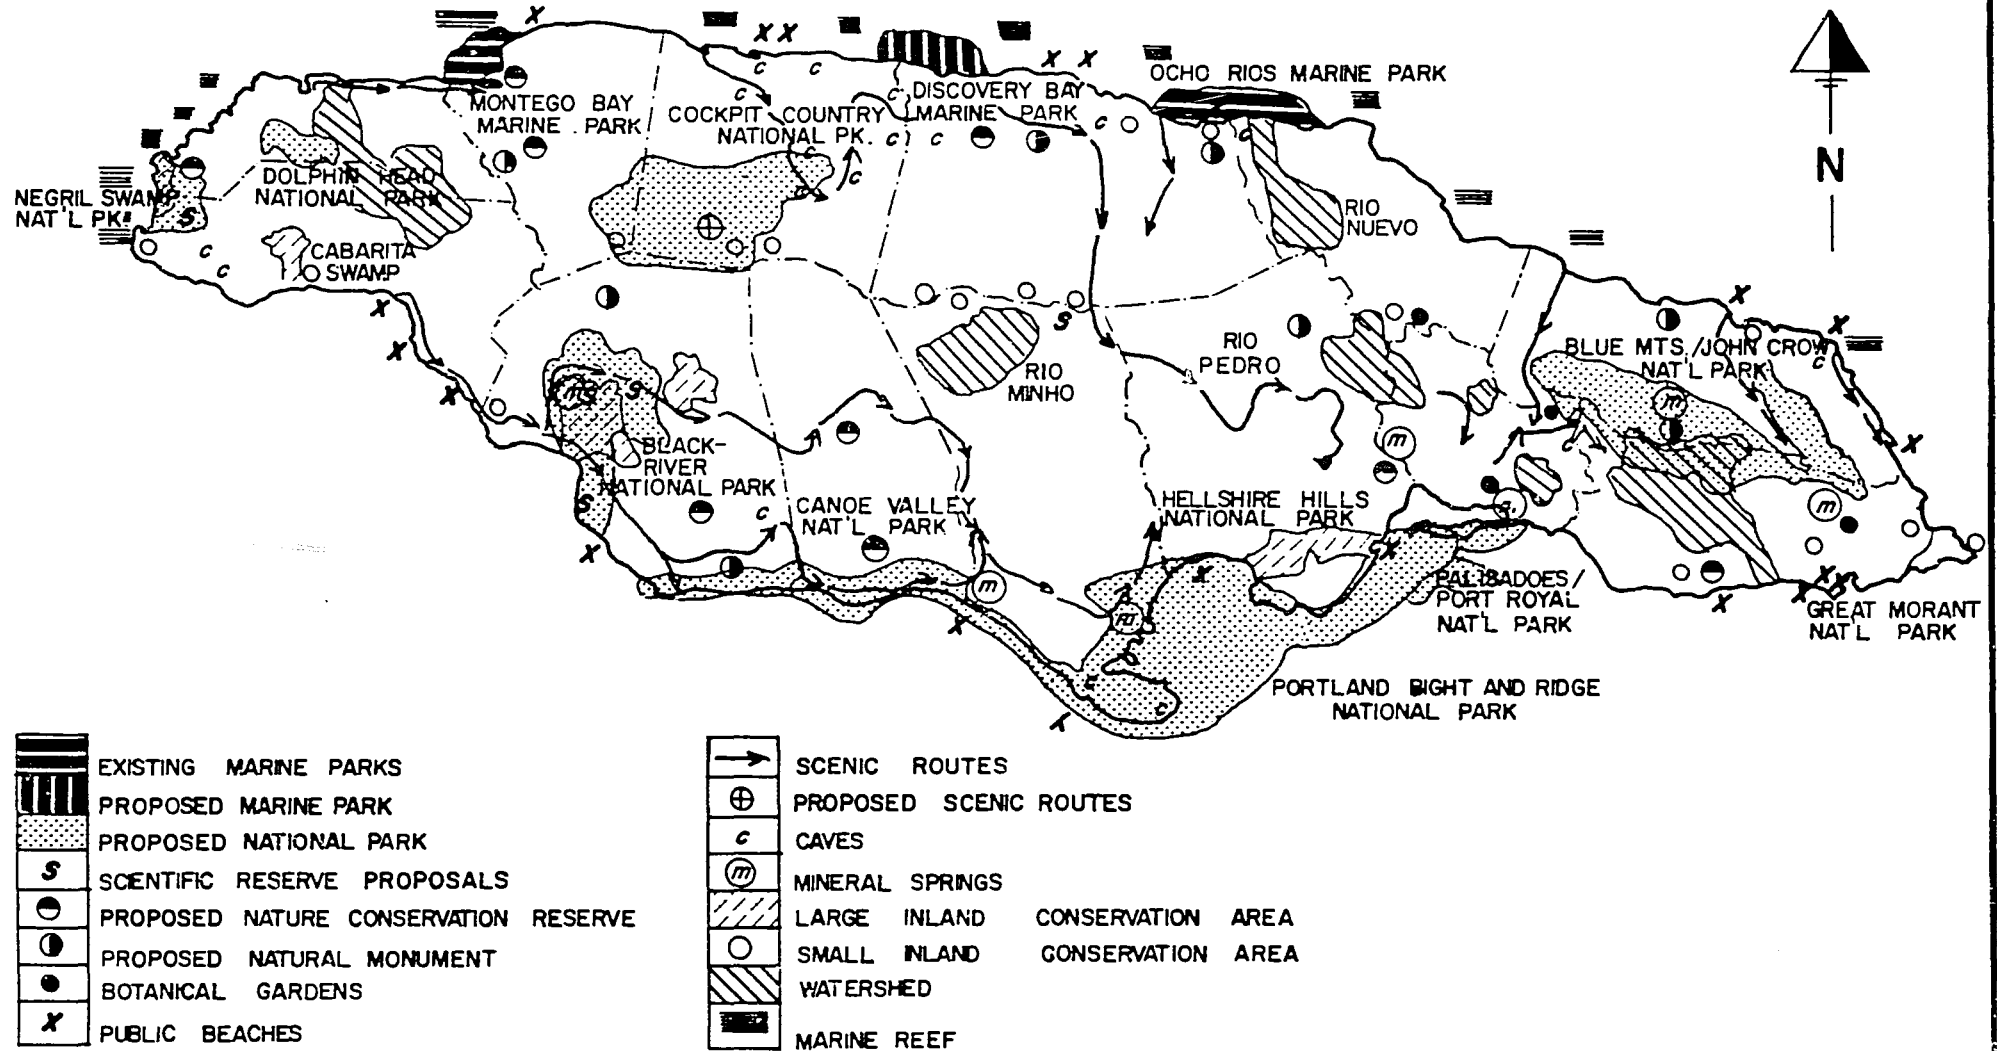 OCHO RIOS MARINE PARK
MONTEGO BAY
MARINE PARK
COCKPIT COUNTRY
NATIONAL PK.
DISCOVERY BAY
MARINE PARK
N
NEGRIL SWAMP
NAT'L PK
DOLPHIN HEAD
NATIONAL PARK
CABARITA
SWAMP
RIO
NUEVO
RIO
MINHO
RIO
PEDRO
BLUE MTS./JOHN CROW
NAT'L PARK
BLACK-
RIVER
NATIONAL PARK
CANOE VALLEY
NAT'L PARK
HELLSHIRE HILLS
NATIONAL PARK
PALISADOES/
PORT ROYAL
NAT'L PARK
GREAT MORANT
NAT'L PARK
PORTLAND BIGHT AND RIDGE
NATIONAL PARK
EXISTING MARINE PARKS
PROPOSED MARINE PARK
PROPOSED NATIONAL PARK
S SCIENTIFIC RESERVE PROPOSALS
PROPOSED NATURE CONSERVATION RESERVE
PROPOSED NATURAL MONUMENT
BOTANICAL GARDENS
X PUBLIC BEACHES
SCENIC ROUTES
PROPOSED SCENIC ROUTES
C CAVES
m MINERAL SPRINGS
LARGE INLAND CONSERVATION AREA
SMALL INLAND CONSERVATION AREA
WATERSHED
MARINE REEF